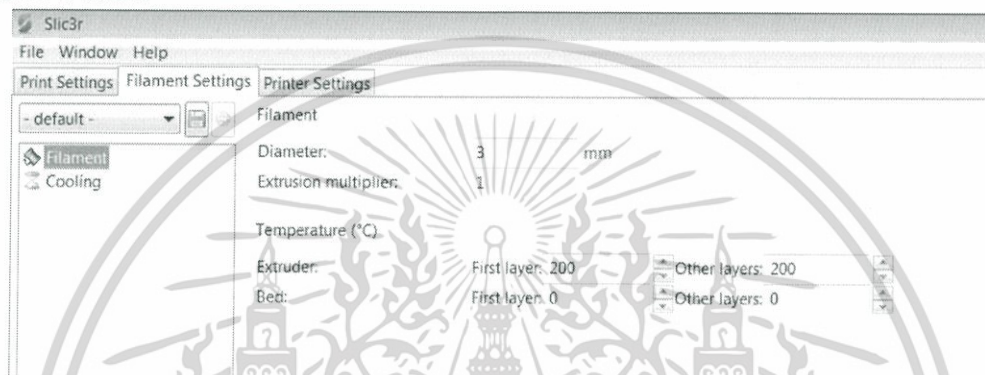 Slic3r
File Window Help
Print Settings Filament Settings Printer Settings
- default -
Filament
Cooling
Filament
Diameter: 3 mm
Extrusion multiplier: 1
Temperature (°C)
Extruder: First layer: 200 Other layers: 200
Bed: First layer: 0 Other layers: 0